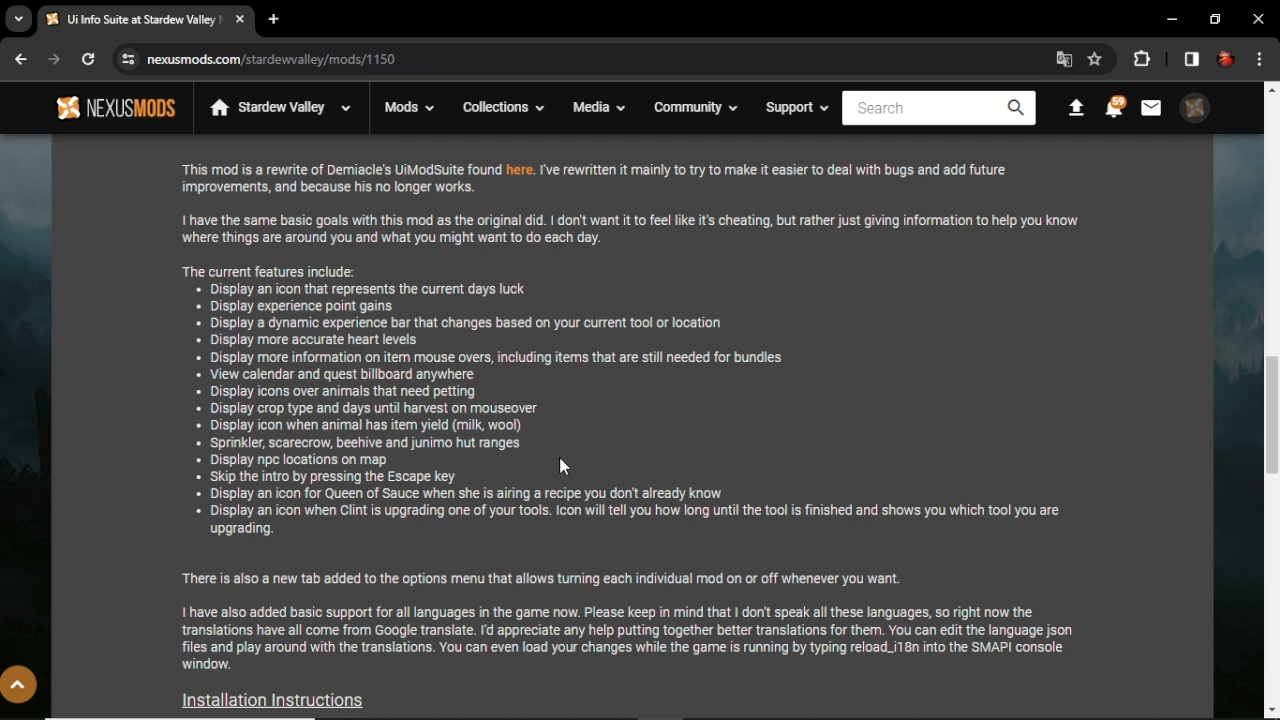 Ui Info Suite at Stardew Valley
nexusmods.com/stardewvalley/mods/1150
NEXUSMODS
Stardew Valley
Mods
Collections
Media
Community
Support
Search
59
This mod is a rewrite of Demiacle's UiModSuite found here. I've rewritten it mainly to try to make it easier to deal with bugs and add future
improvements, and because his no longer works.
I have the same basic goals with this mod as the original did. I don't want it to feel like it's cheating, but rather just giving information to help you know
where things are around you and what you might want to do each day.
The current features include:
• Display an icon that represents the current days luck
• Display experience point gains
• Display a dynamic experience bar that changes based on your current tool or location
• Display more accurate heart levels
• Display more information on item mouse overs, including items that are still needed for bundles
• View calendar and quest billboard anywhere
• Display icons over animals that need petting
• Display crop type and days until harvest on mouseover
• Display icon when animal has item yield (milk, wool)
• Sprinkler, scarecrow, beehive and junimo hut ranges
• Display npc locations on map
• Skip the intro by pressing the Escape key
• Display an icon for Queen of Sauce when she is airing a recipe you don't already know
• Display an icon when Clint is upgrading one of your tools. Icon will tell you how long until the tool is finished and shows you which tool you are
upgrading.
There is also a new tab added to the options menu that allows turning each individual mod on or off whenever you want.
I have also added basic support for all languages in the game now. Please keep in mind that I don't speak all these languages, so right now the
translations have all come from Google translate. I'd appreciate any help putting together better translations for them. You can edit the language json
files and play around with the translations. You can even load your changes while the game is running by typing reload_i18n into the SMAPI console
window.
Installation Instructions